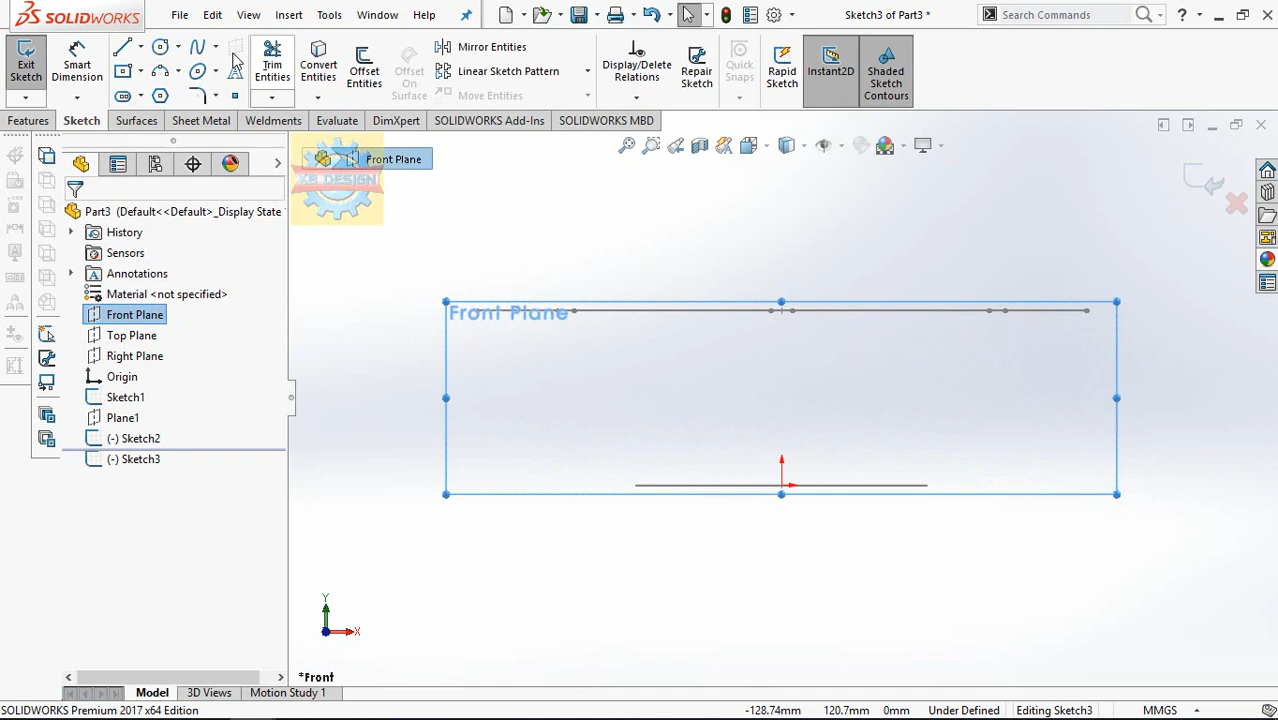 SOLIDWORKS
File
Edit
View
Insert
Tools
Window
Help
Sketch3 of Part3 *
Search Commands
Exit Sketch
Smart Dimension
Trim Entities
Convert Entities
Offset Entities
Offset On Surface
Mirror Entities
Linear Sketch Pattern
Move Entities
Display/Delete Relations
Repair Sketch
Quick Snaps
Rapid Sketch
Instant2D
Shaded Sketch Contours
Features
Sketch
Surfaces
Sheet Metal
Weldments
Evaluate
DimXpert
SOLIDWORKS Add-Ins
SOLIDWORKS MBD
Front Plane
KB DESIGN
Part3 (Default<<Default>_Display State
History
Sensors
Annotations
Material <not specified>
Front Plane
Top Plane
Right Plane
Origin
Sketch1
Plane1
(-) Sketch2
(-) Sketch3
Front Plane
Y
X
*Front
Model
3D Views
Motion Study 1
SOLIDWORKS Premium 2017 x64 Edition
-128.74mm
120.7mm
0mm
Under Defined
Editing Sketch3
MMGS